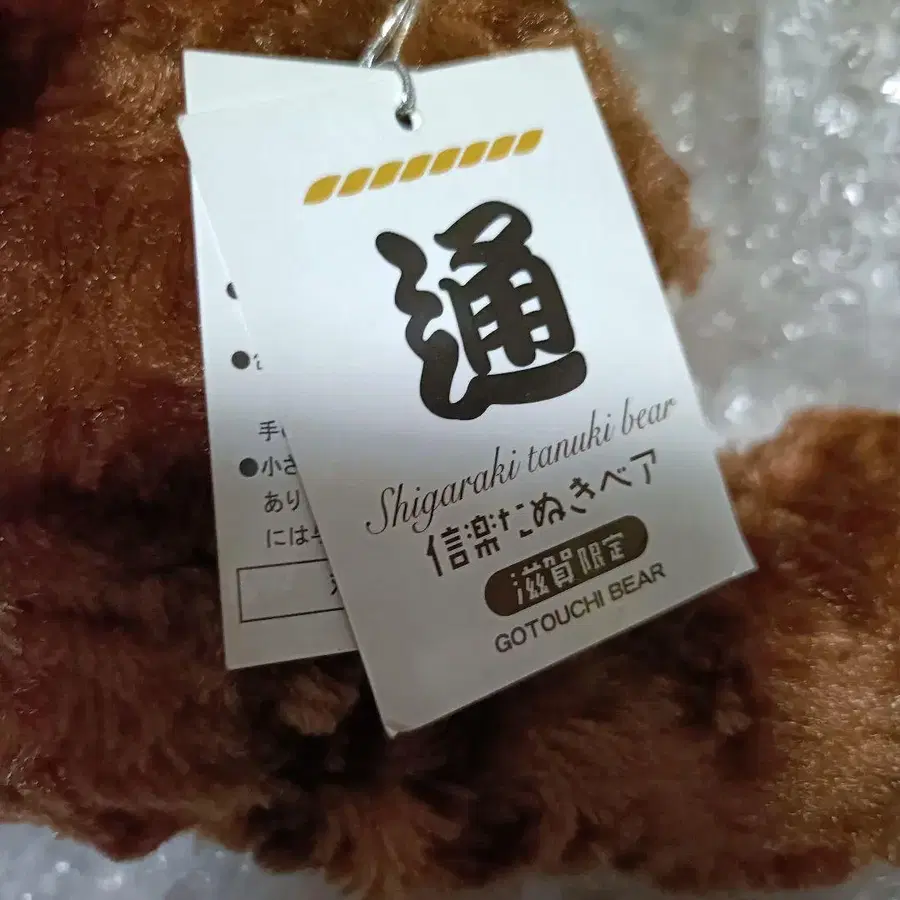 通
Shigaraki tanuki bear
信楽たぬきベア
滋賀限定
GOTOUCHI BEAR
手
●小さ
あり
には